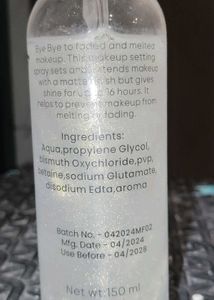 Bye Bye to faded and melted
makeup. This makeup setting
spray sets and extends makeup
with a matte finish but gives
shine for up to 16 hours. It
helps to prevent makeup from
melting or fading.
Ingredients:
Aqua,propylene Glycol,
bismuth Oxychloride,pvp,
betaine,sodium Glutamate,
disodium Edta,aroma
Batch No. - 042024MF02
Mfg. Date - 04/2024
Use Before - 04/2028
Net wt:150 ml